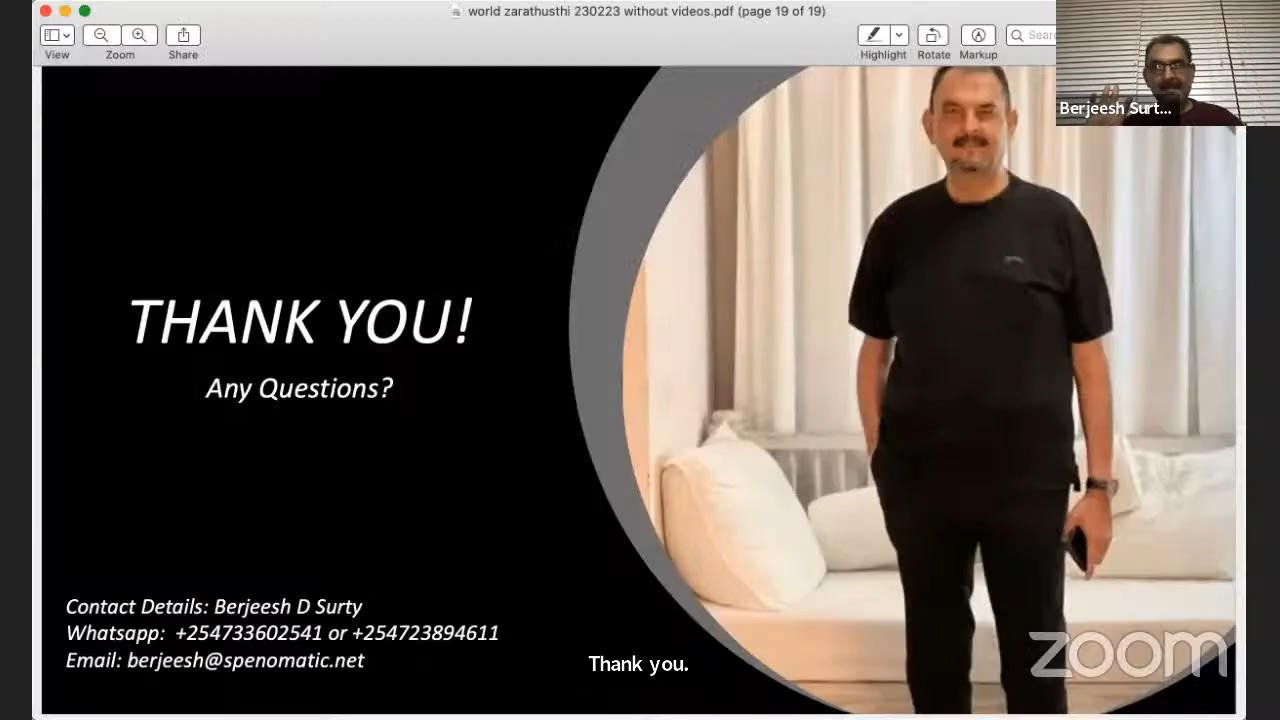 world zarathusthi 230223 without videos.pdf (page 19 of 19)
View
Zoom
Share
Highlight
Rotate
Markup
Sear
Berjeesh Surt...
THANK YOU!
Any Questions?
Contact Details: Berjeesh D Surty
Whatsapp: +254733602541 or +254723894611
Email: berjeesh@spenomatic.net
Thank you.
zoom